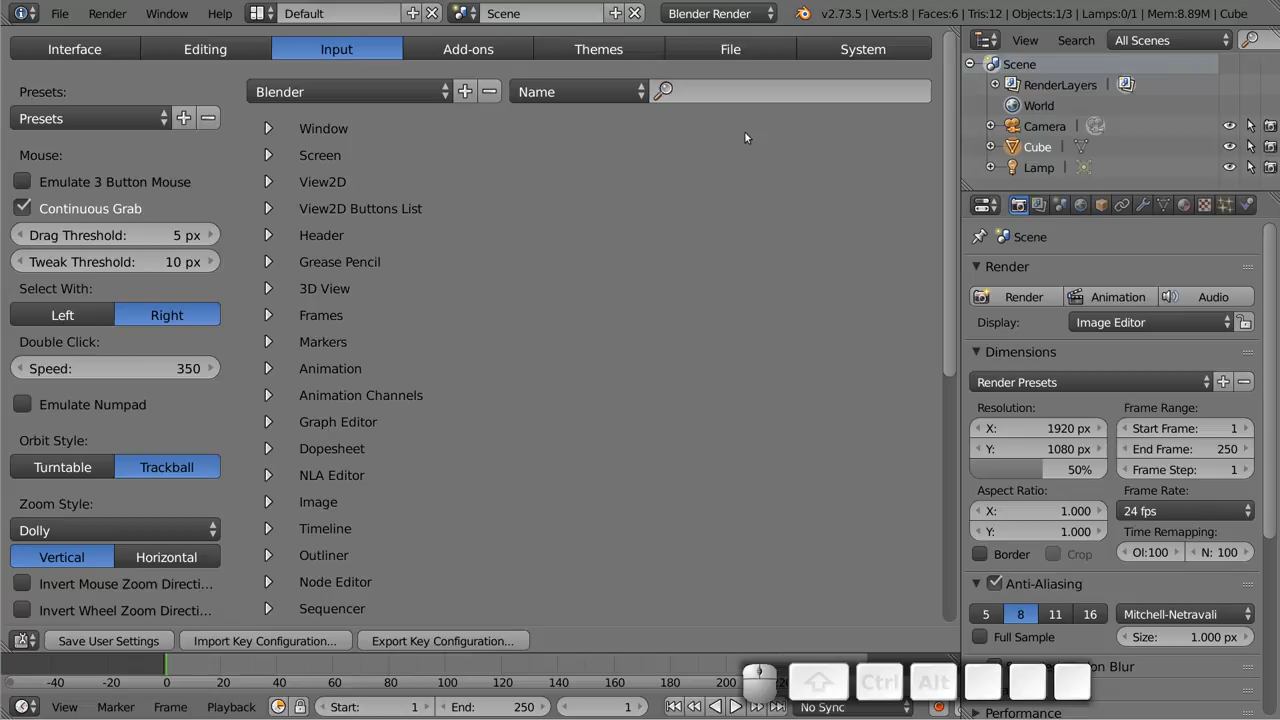 File Render Window Help Default Scene Blender Render v2.73.5 | Verts:8 | Faces:6 | Tris:12 | Objects:1/3 | Lamps:0/1 | Mem:8.89M | Cube
Interface Editing Input Add-ons Themes File System
View Search All Scenes
Presets:
Presets
Blender Name
Mouse:
Emulate 3 Button Mouse
Continuous Grab
Drag Threshold: 5 px
Tweak Threshold: 10 px
Select With:
Left Right
Double Click:
Speed: 350
Emulate Numpad
Orbit Style:
Turntable Trackball
Zoom Style:
Dolly
Vertical Horizontal
Invert Mouse Zoom Directi...
Invert Wheel Zoom Directi...
Window
Screen
View2D
View2D Buttons List
Header
Grease Pencil
3D View
Frames
Markers
Animation
Animation Channels
Graph Editor
Dopesheet
NLA Editor
Image
Timeline
Outliner
Node Editor
Sequencer
Save User Settings Import Key Configuration... Export Key Configuration...
-40 -20 0 20 40 60 80 100 120 140 160 180 200
View Marker Frame Playback Start: 1 End: 250 1 No Sync
Ctrl Alt
Scene
RenderLayers
World
Camera
Cube
Lamp
Scene
Render
Render Animation Audio
Display: Image Editor
Dimensions
Render Presets
Resolution: Frame Range:
X: 1920 px Start Frame: 1
Y: 1080 px End Frame: 250
50% Frame Step: 1
Aspect Ratio: Frame Rate:
X: 1.000 24 fps
Y: 1.000 Time Remapping:
Border Crop Ol:100 N: 100
Anti-Aliasing
5 8 11 16 Mitchell-Netravali
Full Sample Size: 1.000 px
on Blur
Performance